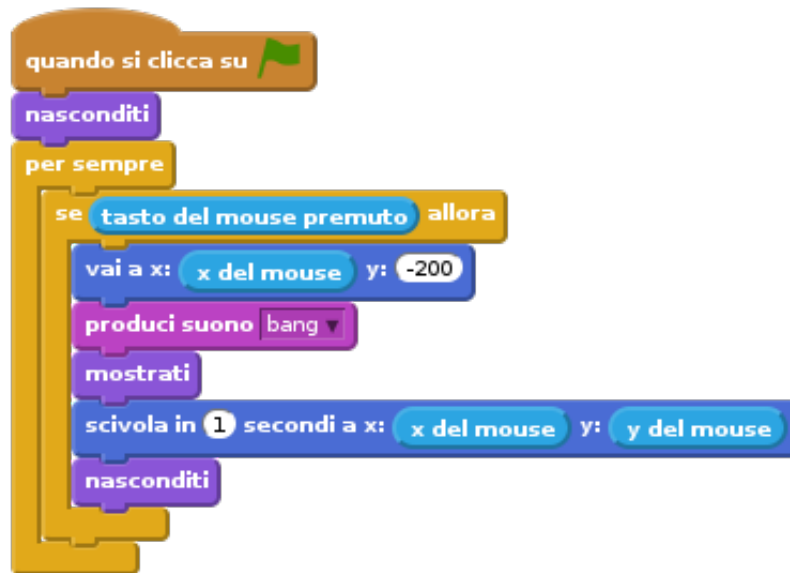 quando si clicca su
nasconditi
per sempre
se tasto del mouse premuto allora
vai a x: x del mouse y: -200
produci suono bang
mostrati
scivola in 1 secondi a x: x del mouse y: y del mouse
nasconditi